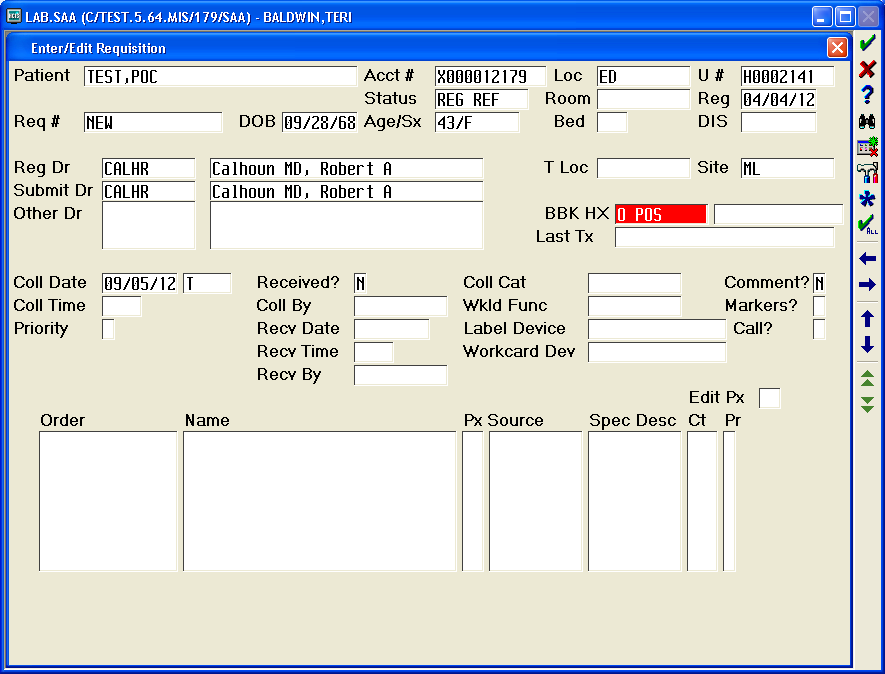 LAB.SAA (C/TEST.5.64.MIS/179/SAA) - BALDWIN,TERI
Enter/Edit Requisition
Patient TEST,POC Acct # X000012179 Loc ED U # H0002141
Status REG REF Room Reg 04/04/12
Req # NEW DOB 09/28/68 Age/Sx 43/F Bed DIS
Reg Dr CALHR Calhoun MD, Robert A T Loc Site ML
Submit Dr CALHR Calhoun MD, Robert A
Other Dr BBK HX O POS
Last Tx
Coll Date 09/05/12 T Received? N Coll Cat Comment? N
Coll Time Coll By Wkld Func Markers?
Priority Recv Date Label Device Call?
Recv Time Workcard Dev
Recv By
Edit Px
Order Name Px Source Spec Desc Ct Pr
?
ALL